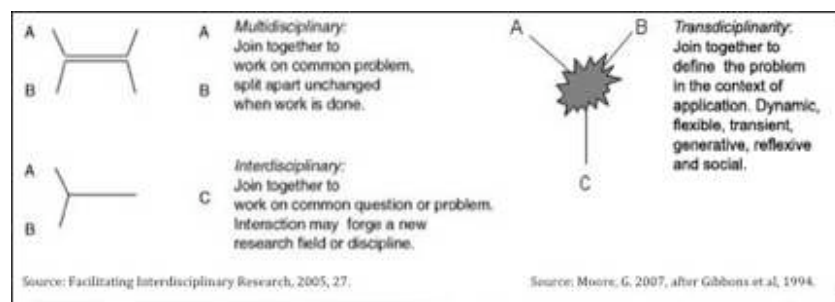 A
B
A
B
Multidisciplinary:
Join together to
work on common problem,
split apart unchanged
when work is done.
A
B
C
Interdisciplinary:
Join together to
work on common question or problem.
Interaction may forge a new
research field or discipline.
Source: Facilitating Interdisciplinary Research, 2005, 27.
A
B
C
Transdiciplinarity:
Join together to
define the problem
in the context of
application. Dynamic,
flexible, transient,
generative, reflexive
and social.
Source: Moore, G. 2007, after Gibbons et al, 1994.